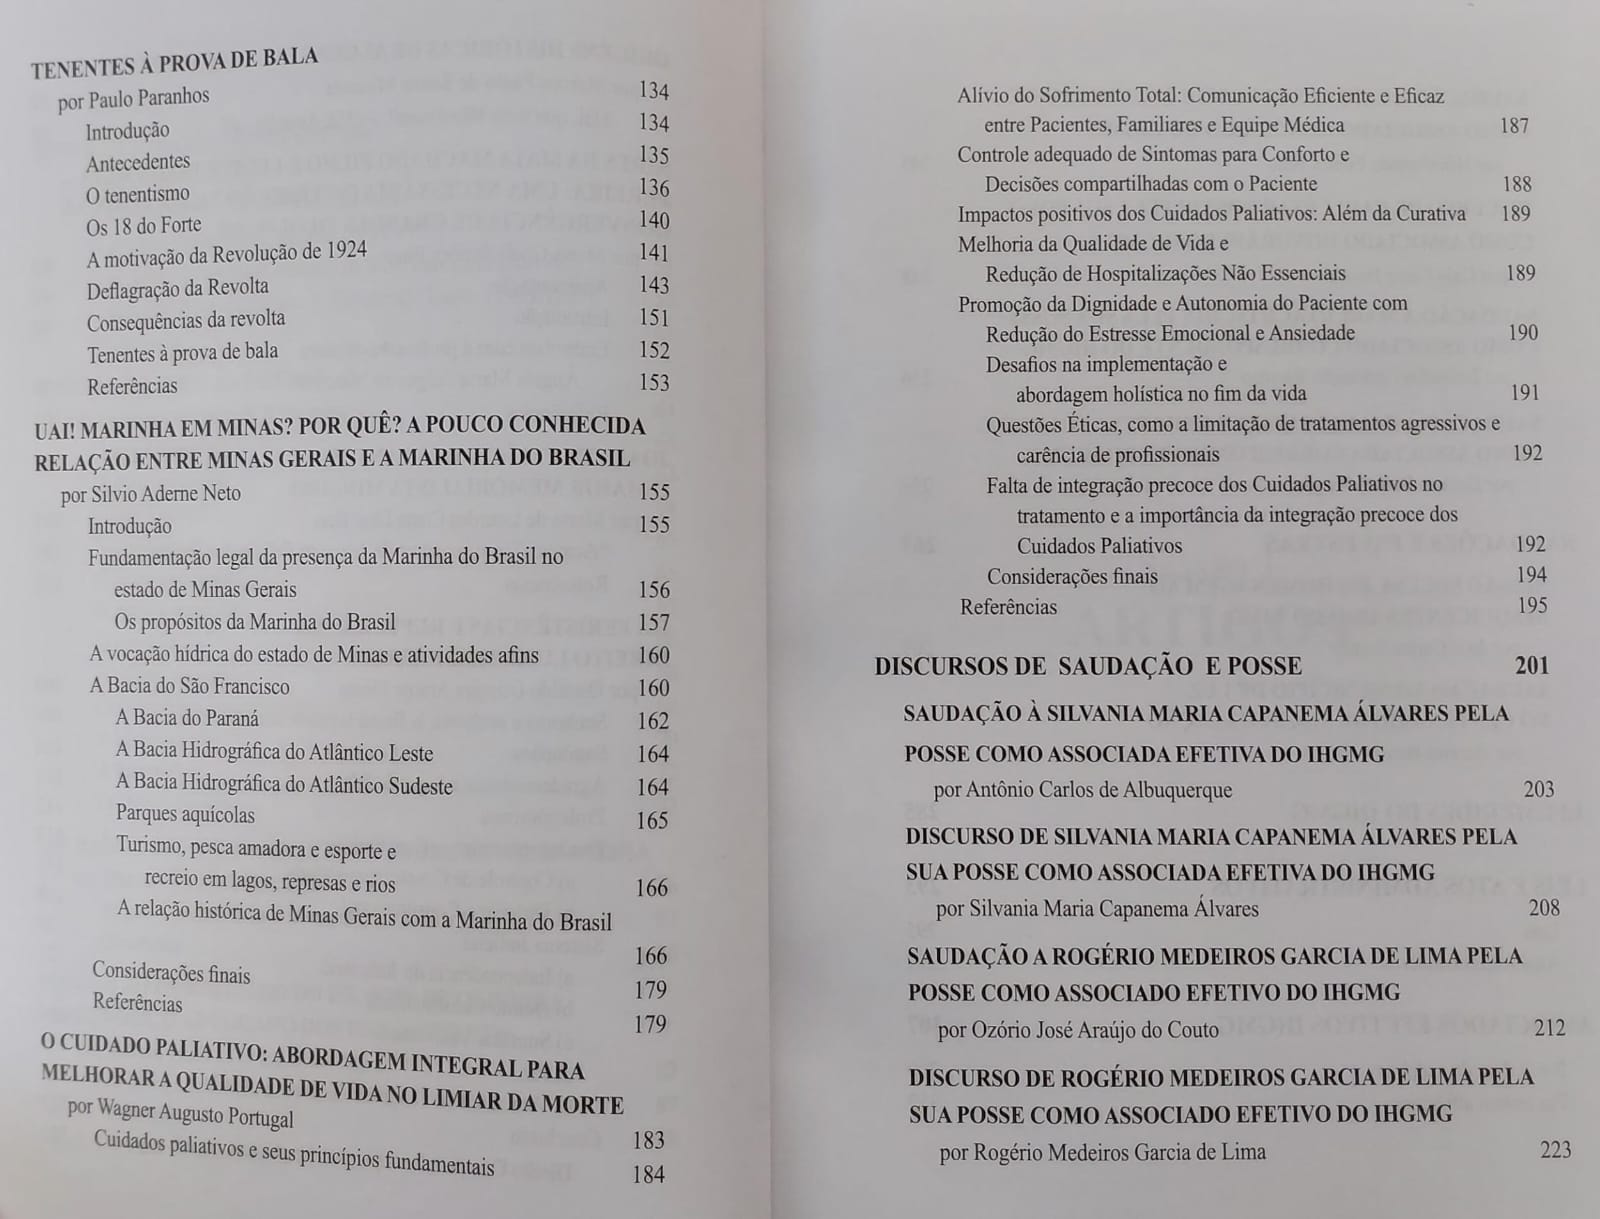 TENENTES À PROVA DE BALA
por Paulo Paranhos 134
Introdução 134
Antecedentes 135
O tenentismo 136
Os 18 do Forte 140
A motivação da Revolução de 1924 141
Deflagração da Revolta 143
Consequências da revolta 151
Tenentes à prova de bala 152
Referências 153
UAI! MARINHA EM MINAS? POR QUÊ? A POUCO CONHECIDA
RELAÇÃO ENTRE MINAS GERAIS E A MARINHA DO BRASIL
por Silvio Aderne Neto 155
Introdução 155
Fundamentação legal da presença da Marinha do Brasil no
estado de Minas Gerais 156
Os propósitos da Marinha do Brasil 157
A vocação hídrica do estado de Minas e atividades afins 160
A Bacia do São Francisco 160
A Bacia do Paraná 162
A Bacia Hidrográfica do Atlântico Leste 164
A Bacia Hidrográfica do Atlântico Sudeste 164
Parques aquícolas 165
Turismo, pesca amadora e esporte e
recreio em lagos, represas e rios 166
A relação histórica de Minas Gerais com a Marinha do Brasil
166
Considerações finais 179
Referências 179
O CUIDADO PALIATIVO: ABORDAGEM INTEGRAL PARA
MELHORAR A QUALIDADE DE VIDA NO LIMIAR DA MORTE
por Wagner Augusto Portugal 183
Cuidados paliativos e seus princípios fundamentais 184
Alívio do Sofrimento Total: Comunicação Eficiente e Eficaz
entre Pacientes, Familiares e Equipe Médica 187
Controle adequado de Sintomas para Conforto e
Decisões compartilhadas com o Paciente 188
Impactos positivos dos Cuidados Paliativos: Além da Curativa 189
Melhoria da Qualidade de Vida e
Redução de Hospitalizações Não Essenciais 189
Promoção da Dignidade e Autonomia do Paciente com
Redução do Estresse Emocional e Ansiedade 190
Desafios na implementação e
abordagem holística no fim da vida 191
Questões Éticas, como a limitação de tratamentos agressivos e
carência de profissionais 192
Falta de integração precoce dos Cuidados Paliativos no
tratamento e a importância da integração precoce dos
Cuidados Paliativos 192
Considerações finais 194
Referências 195
DISCURSOS DE SAUDAÇÃO E POSSE 201
SAUDAÇÃO À SILVANIA MARIA CAPANEMA ÁLVARES PELA
POSSE COMO ASSOCIADA EFETIVA DO IHGMG
por Antônio Carlos de Albuquerque 203
DISCURSO DE SILVANIA MARIA CAPANEMA ÁLVARES PELA
SUA POSSE COMO ASSOCIADA EFETIVA DO IHGMG
por Silvania Maria Capanema Álvares 208
SAUDAÇÃO A ROGÉRIO MEDEIROS GARCIA DE LIMA PELA
POSSE COMO ASSOCIADO EFETIVO DO IHGMG
por Ozório José Araújo do Couto 212
DISCURSO DE ROGÉRIO MEDEIROS GARCIA DE LIMA PELA
SUA POSSE COMO ASSOCIADO EFETIVO DO IHGMG
por Rogério Medeiros Garcia de Lima 223